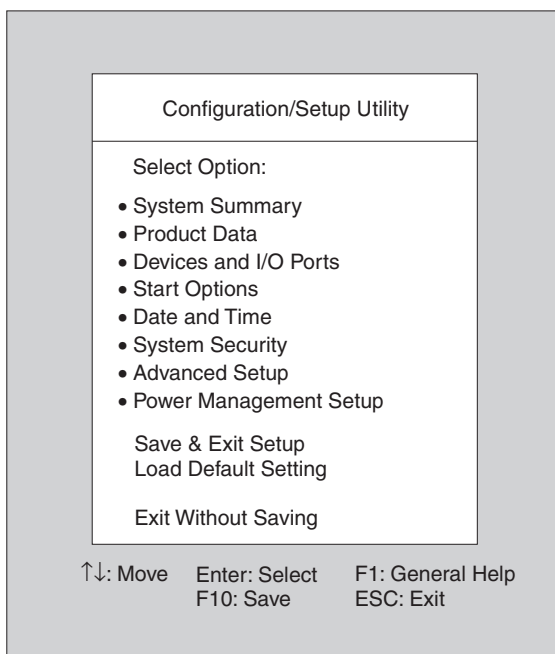 Configuration/Setup Utility
Select Option:
• System Summary
• Product Data
• Devices and I/O Ports
• Start Options
• Date and Time
• System Security
• Advanced Setup
• Power Management Setup
Save & Exit Setup
Load Default Setting
Exit Without Saving
↑↓: Move Enter: Select F1: General Help
F10: Save ESC: Exit